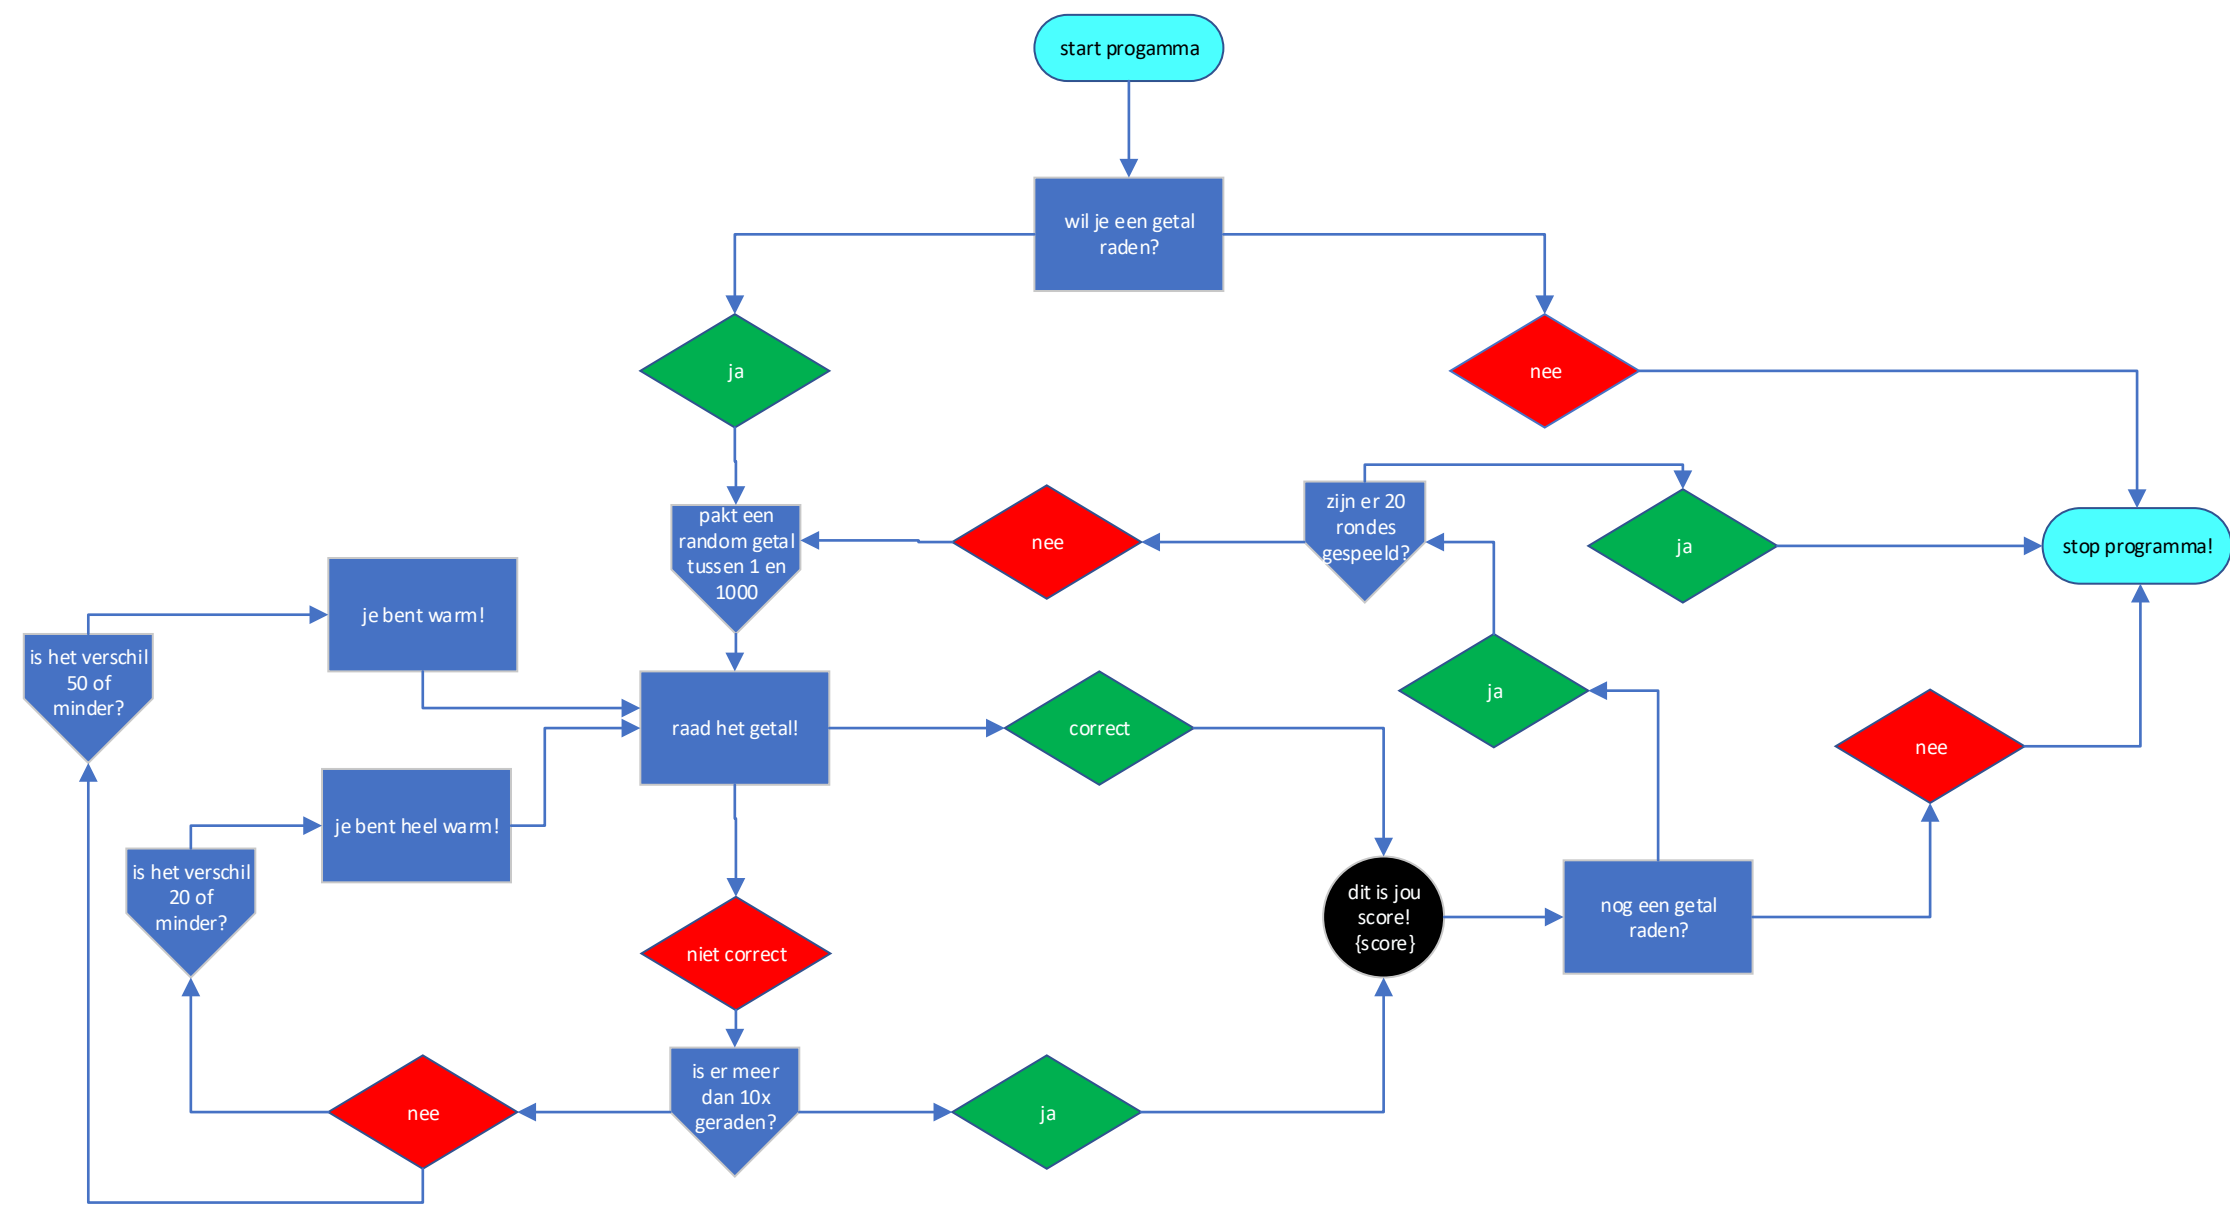 start progamma
wil je een getal
raden?
ja
nee
pakt een
random getal
tussen 1 en
1000
nee
zijn er 20
rondes
gespeeld?
ja
stop programma!
je bent warm!
is het verschil
50 of
minder?
raad het getal!
correct
ja
nee
je bent heel warm!
is het verschil
20 of
minder?
niet correct
dit is jou
score!
{score}
nog een getal
raden?
nee
is er meer
dan 10x
geraden?
ja